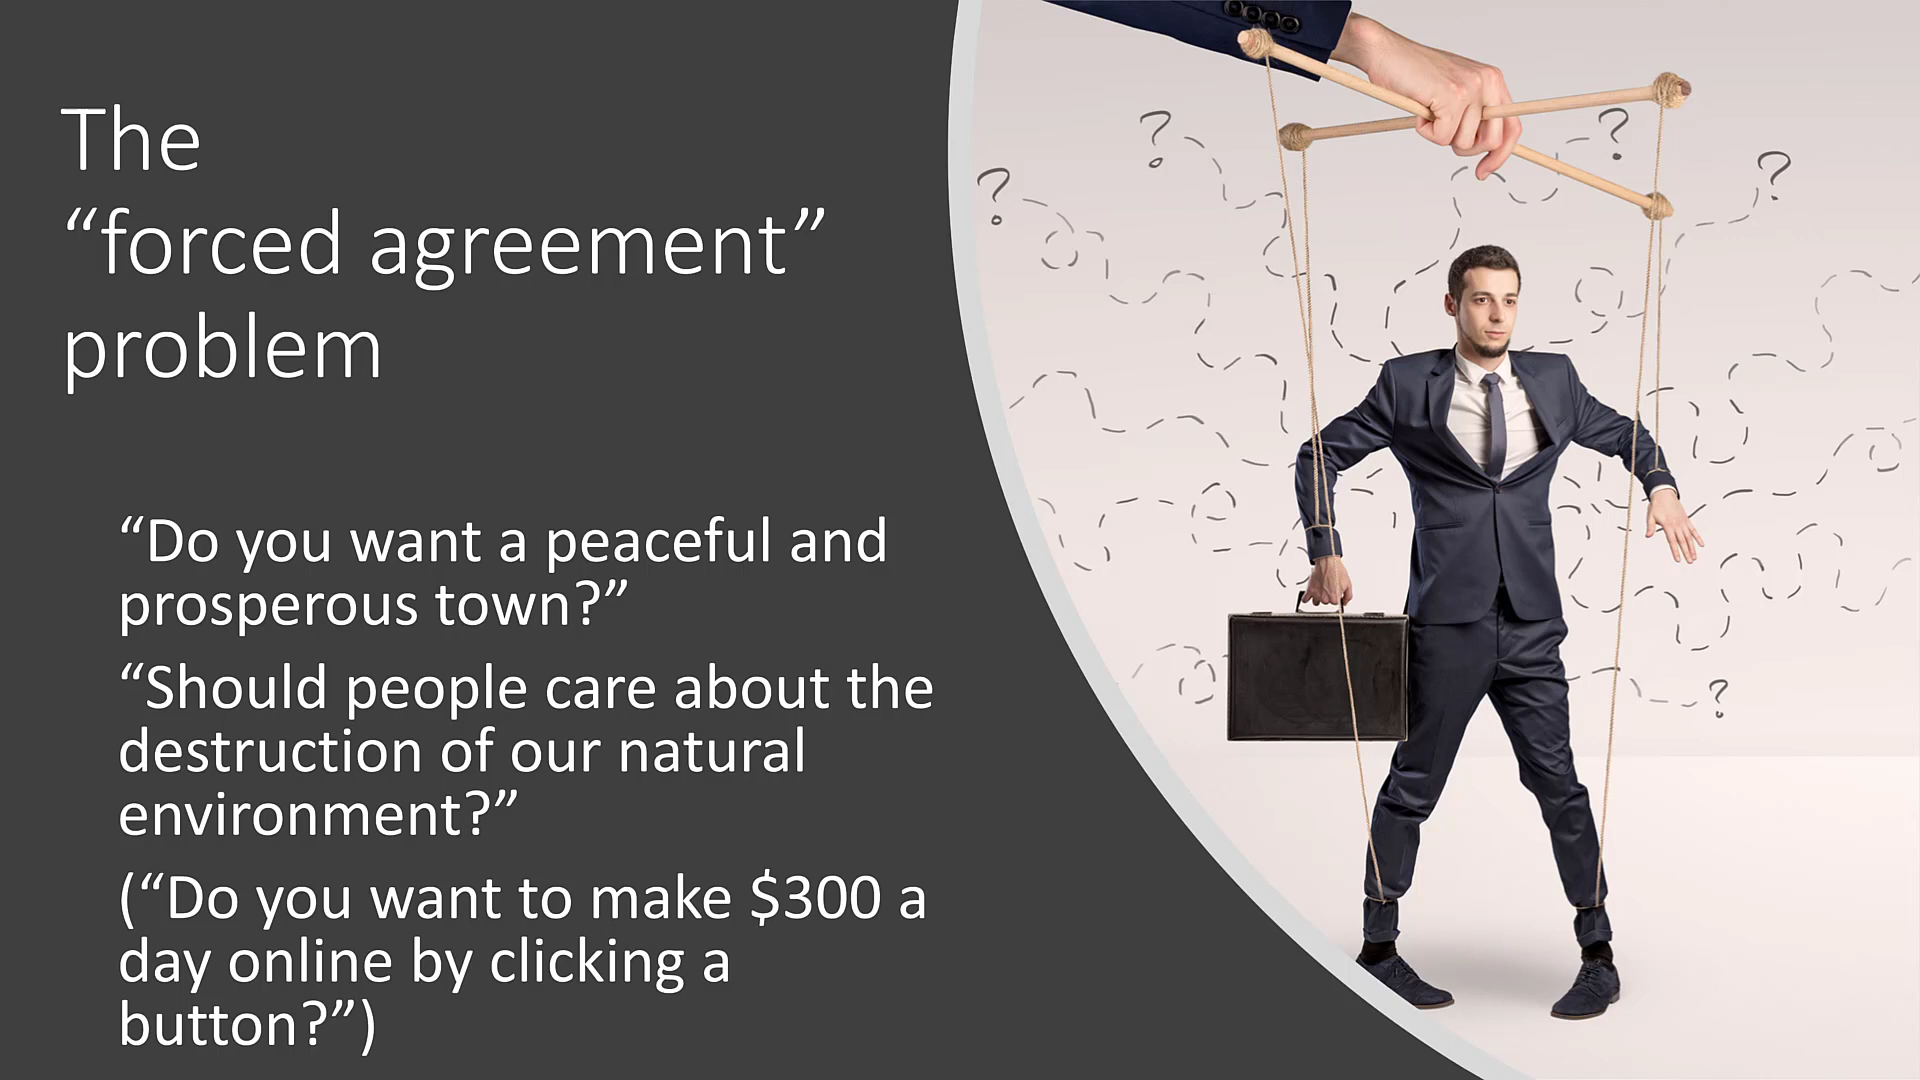 The
“forced agreement”
problem
“Do you want a peaceful and
prosperous town?”
“Should people care about the
destruction of our natural
environment?”
(“Do you want to make $300 a
day online by clicking a
button?”)
?
?
?
?
?